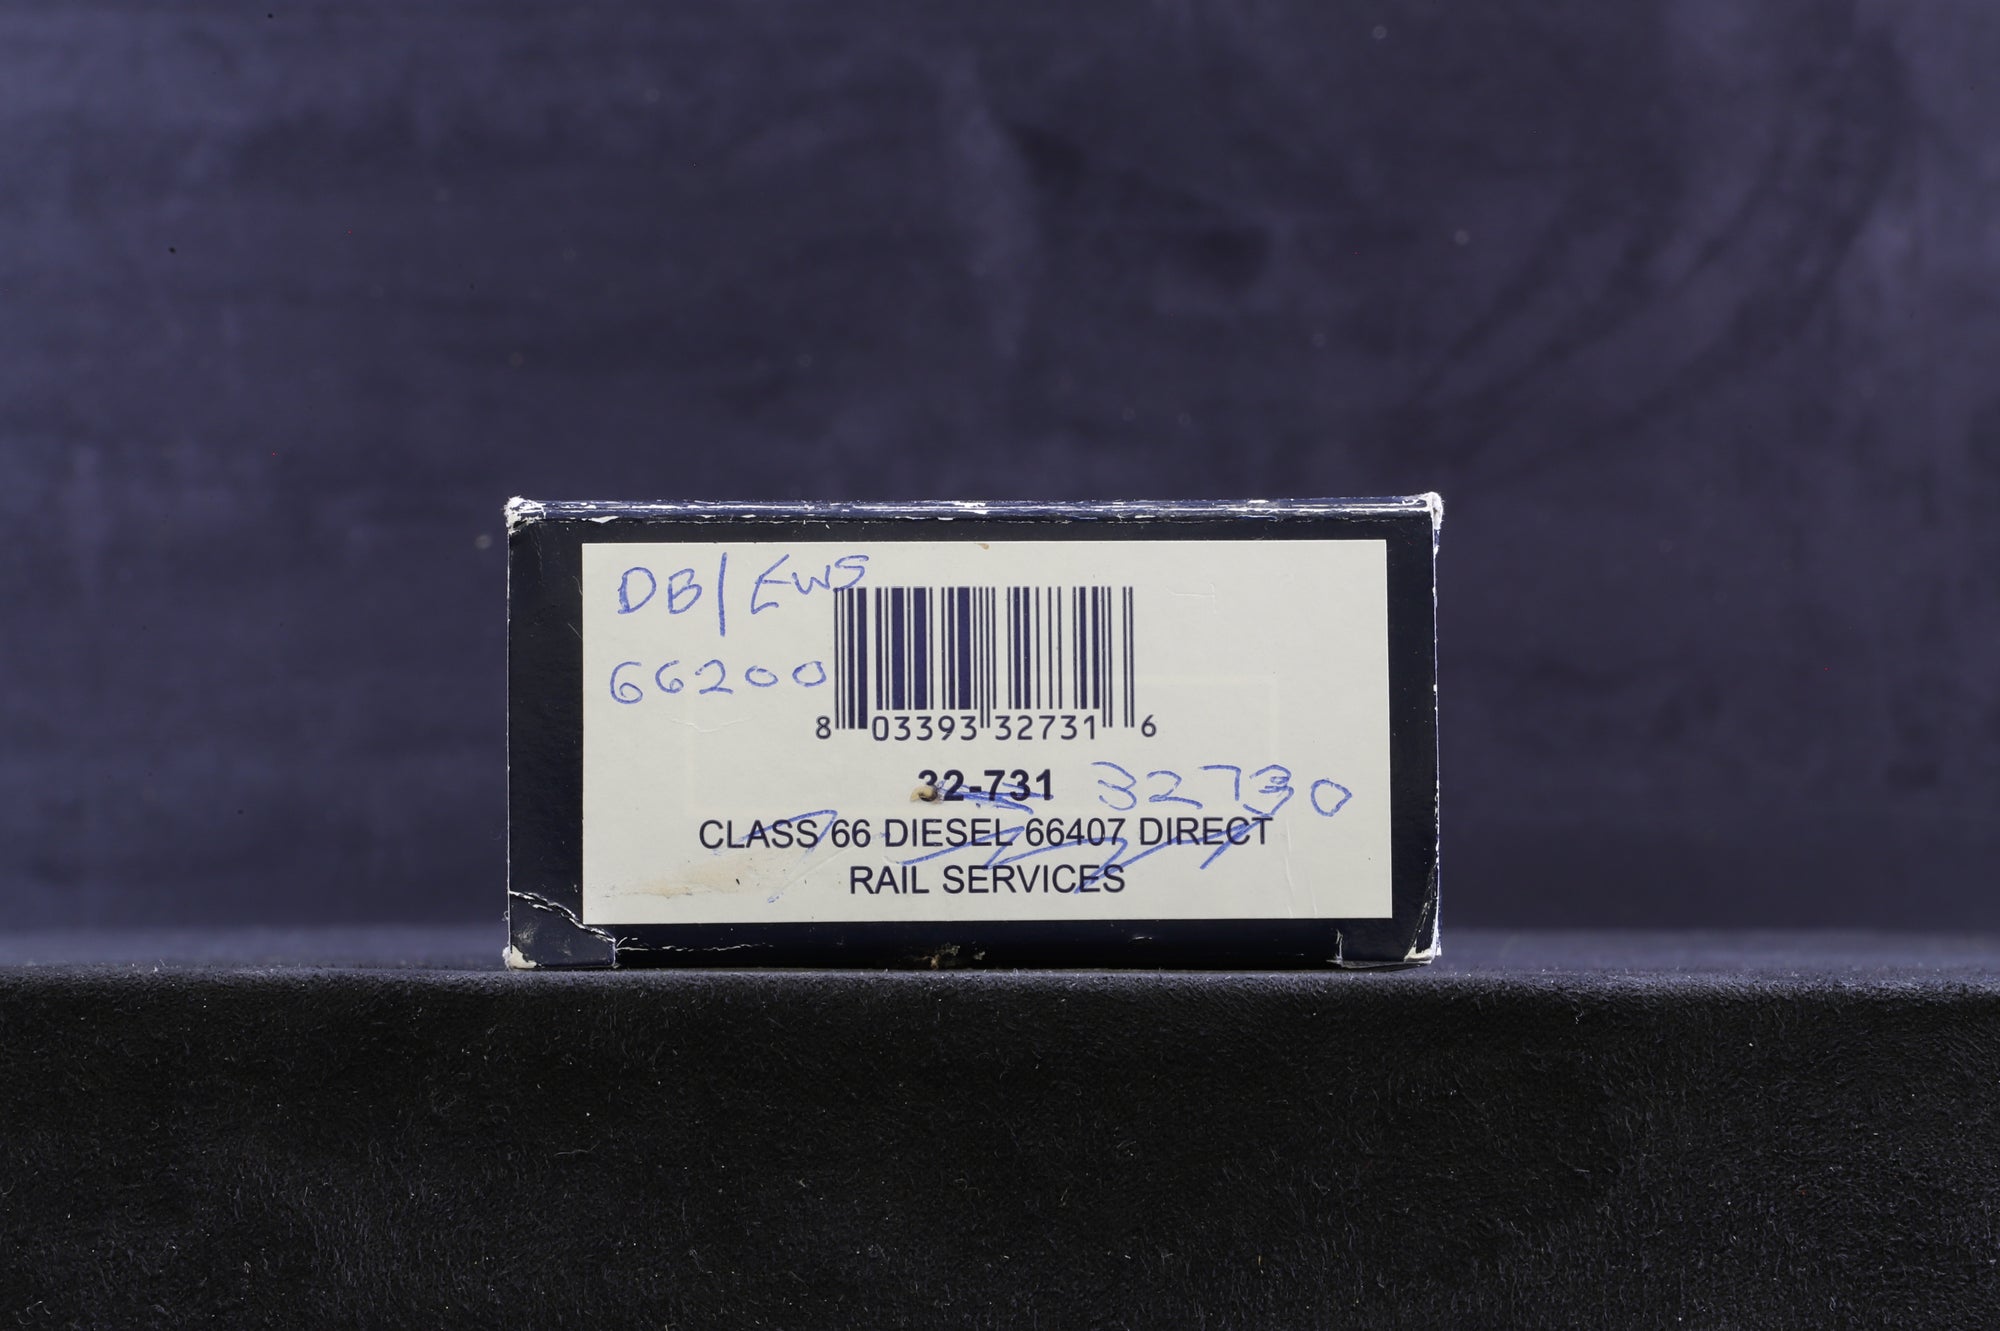 DB/EWS
66200
8 03393 32731 6
32-731 32730
CLASS 66 DIESEL 66407 DIRECT
RAIL SERVICES